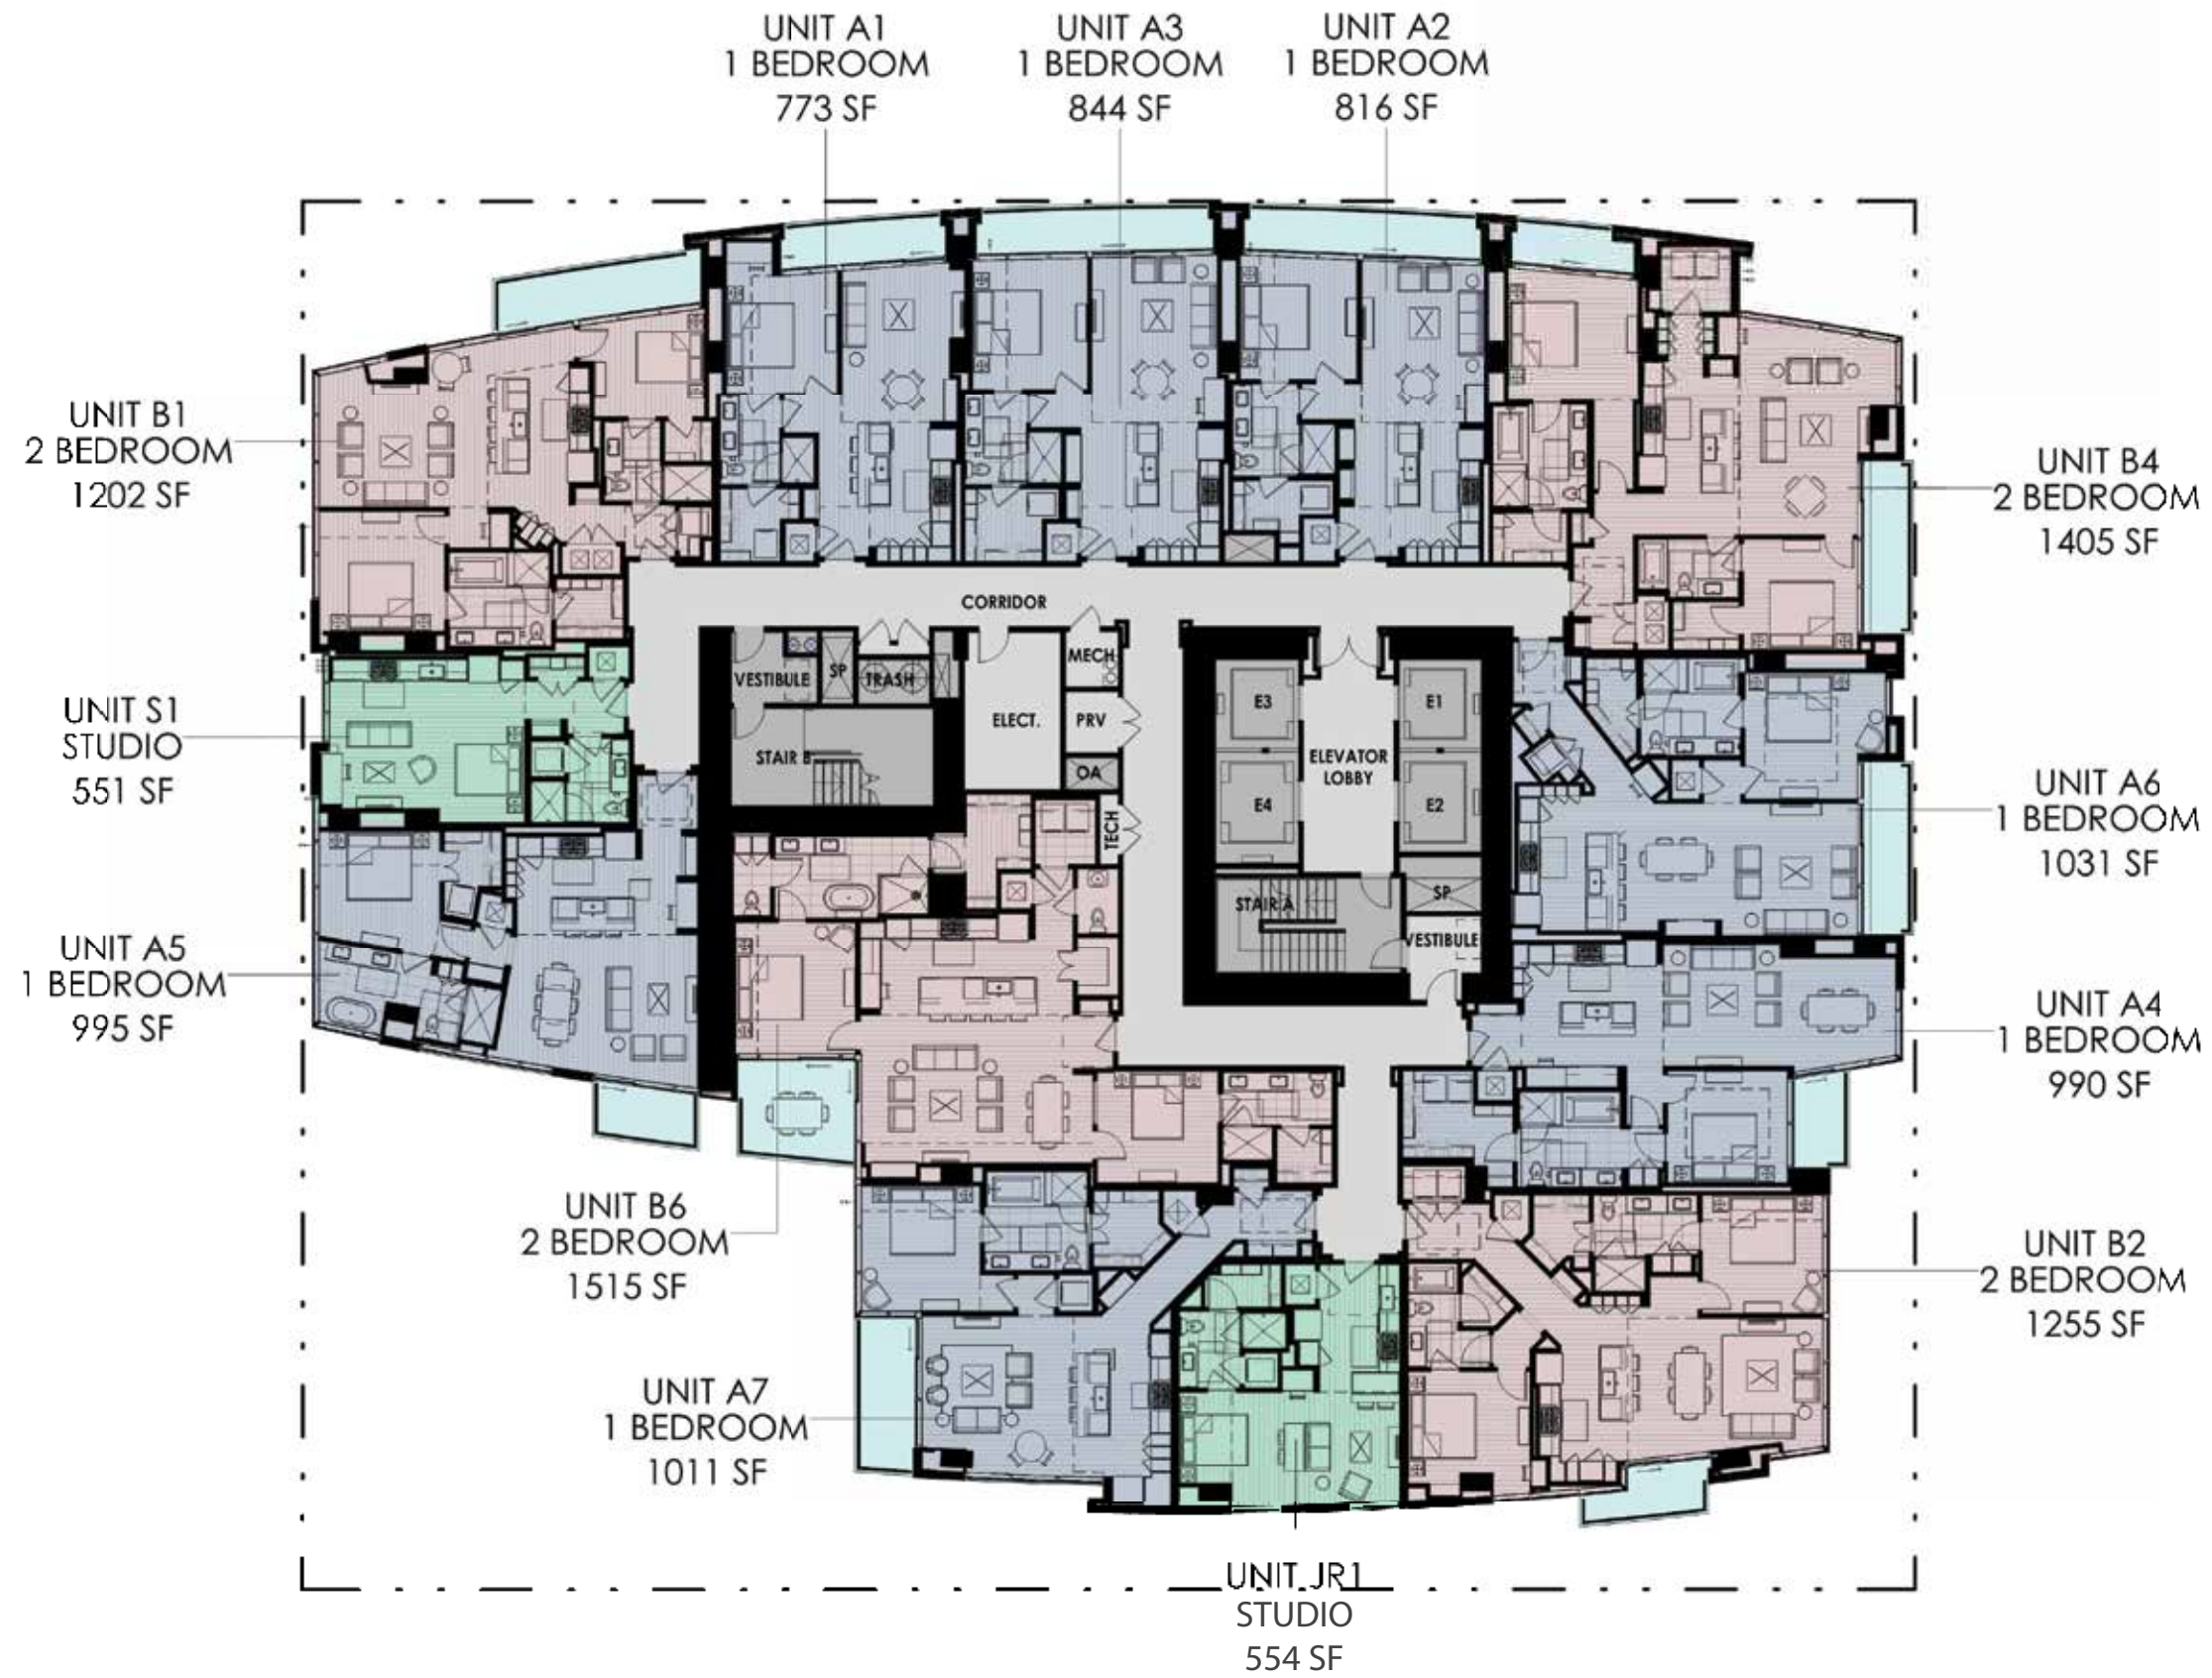 UNIT A1
1 BEDROOM
773 SF
UNIT A3
1 BEDROOM
844 SF
UNIT A2
1 BEDROOM
816 SF
UNIT B1
2 BEDROOM
1202 SF
UNIT B4
2 BEDROOM
1405 SF
CORRIDOR
MECH
VESTIBULE
SP
TRASH
ELECT.
PRV
STAIR B
OA
TECH
E3
E1
ELEVATOR
LOBBY
E4
E2
STAIR A
SP
VESTIBULE
UNIT S1
STUDIO
551 SF
UNIT A6
1 BEDROOM
1031 SF
UNIT A5
1 BEDROOM
995 SF
UNIT A4
1 BEDROOM
990 SF
UNIT B6
2 BEDROOM
1515 SF
UNIT B2
2 BEDROOM
1255 SF
UNIT A7
1 BEDROOM
1011 SF
UNIT JR1
STUDIO
554 SF